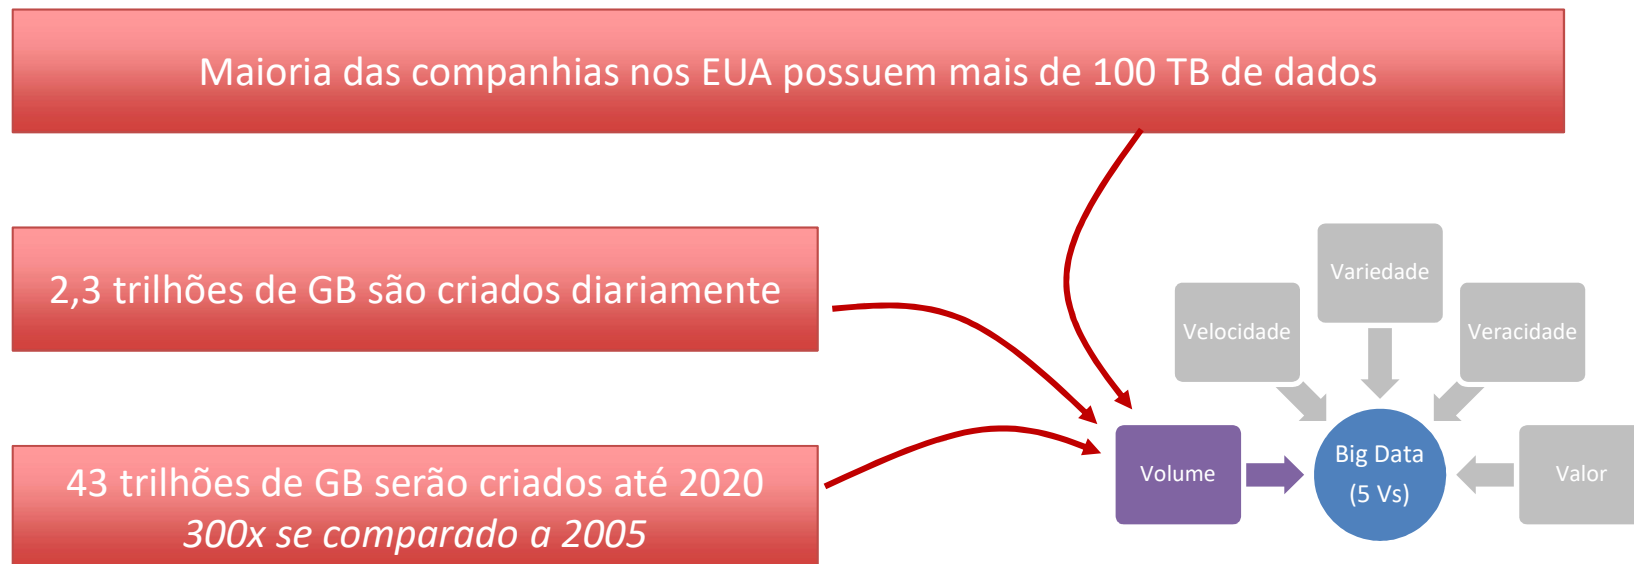 Maioria das companhias nos EUA possuem mais de 100 TB de dados
2,3 trilhões de GB são criados diariamente
43 trilhões de GB serão criados até 2020
300x se comparado a 2005
Variedade
Velocidade
Veracidade
Volume
Big Data
(5 Vs)
Valor